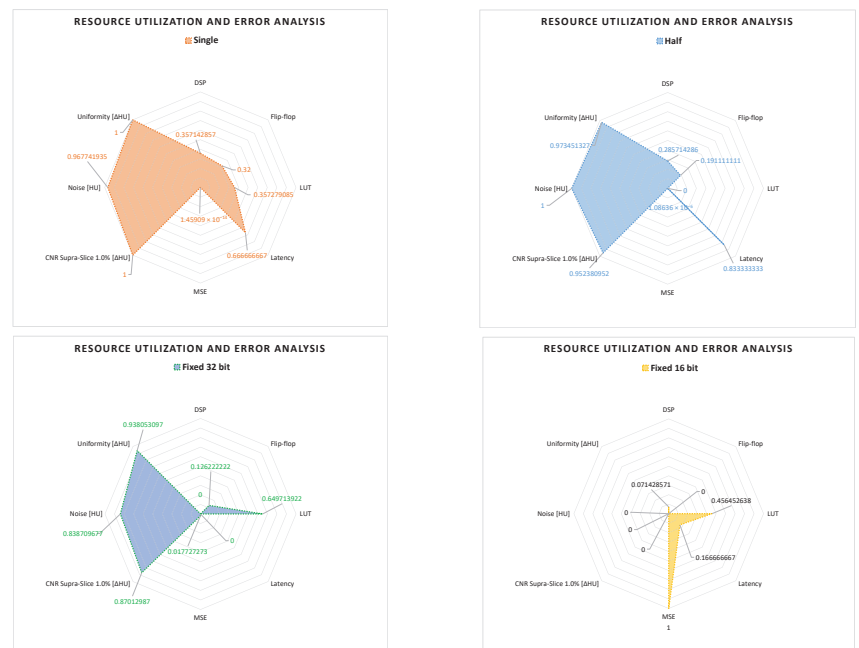 RESOURCE UTILIZATION AND ERROR ANALYSIS
Single
DSP
Uniformity [ΔHU]
Flip-flop
1
0.357142857
0.967741935
0.32
Noise [HU]
0.357279085
LUT
CNR Supra-Slice 1.0% [ΔHU]
0.666666667
Latency
1
MSE
RESOURCE UTILIZATION AND ERROR ANALYSIS
Half
DSP
Uniformity [ΔHU]
Flip-flop
0.973451327
0.285714286
0.191111111
Noise [HU]
0
LUT
1
CNR Supra-Slice 1.0% [ΔHU]
Latency
0.952380952
0.833333333
MSE
RESOURCE UTILIZATION AND ERROR ANALYSIS
Fixed 32 bit
DSP
0.938053097
Uniformity [ΔHU]
Flip-flop
0.126222222
0
0.649713922
Noise [HU]
LUT
0.838709677
0
0.017727273
CNR Supra-Slice 1.0% [ΔHU]
Latency
0.87012987
MSE
RESOURCE UTILIZATION AND ERROR ANALYSIS
Fixed 16 bit
DSP
Uniformity [ΔHU]
Flip-flop
0.071428571
0
0.456452638
Noise [HU]
0
LUT
0
0
0.166666667
CNR Supra-Slice 1.0% [ΔHU]
Latency
MSE
1